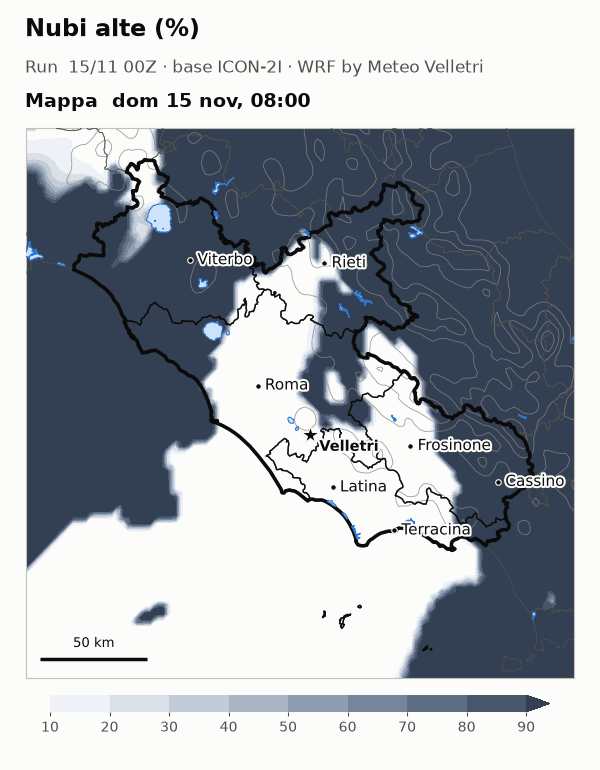 Nubi alte (%)
Run  15/11 00Z · base ICON-2I · WRF by Meteo Velletri
Mappa  dom 15 nov, 08:00
Viterbo
Rieti
Roma
Velletri
Frosinone
Cassino
Latina
Terracina
50 km
10 20 30 40 50 60 70 80 90